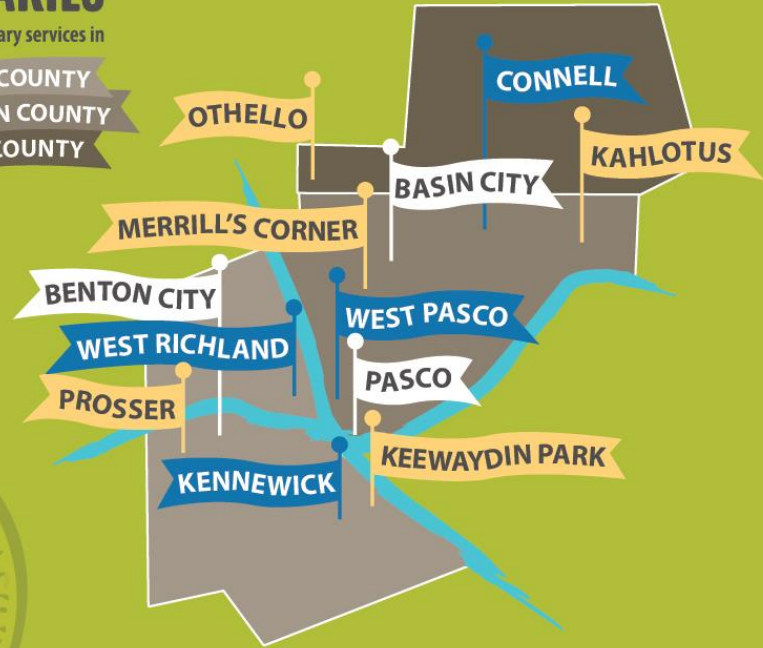 ary services in
COUNTY
N COUNTY
COUNTY
CONNELL
OTHELLO
KAHLOTUS
BASIN CITY
MERRILL'S CORNER
BENTON CITY
WEST PASCO
WEST RICHLAND
PASCO
PROSSER
KEEWAYDIN PARK
KENNEWICK